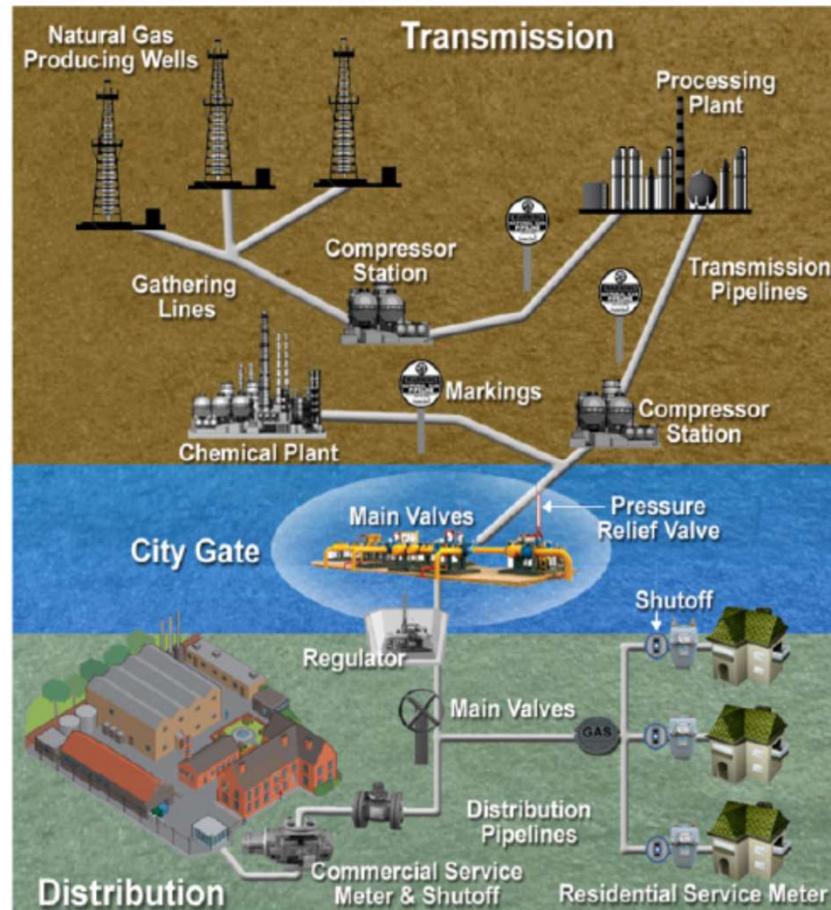 Transmission
Natural Gas
Producing Wells
Processing
Plant
Compressor
Station
Gathering
Lines
Transmission
Pipelines
Markings
Chemical Plant
Compressor
Station
Main Valves
Pressure
Relief Valve
City Gate
Shutoff
Regulator
Main Valves
GAS
Distribution
Pipelines
Commercial Service
Meter & Shutoff
Residential Service Meter
Distribution